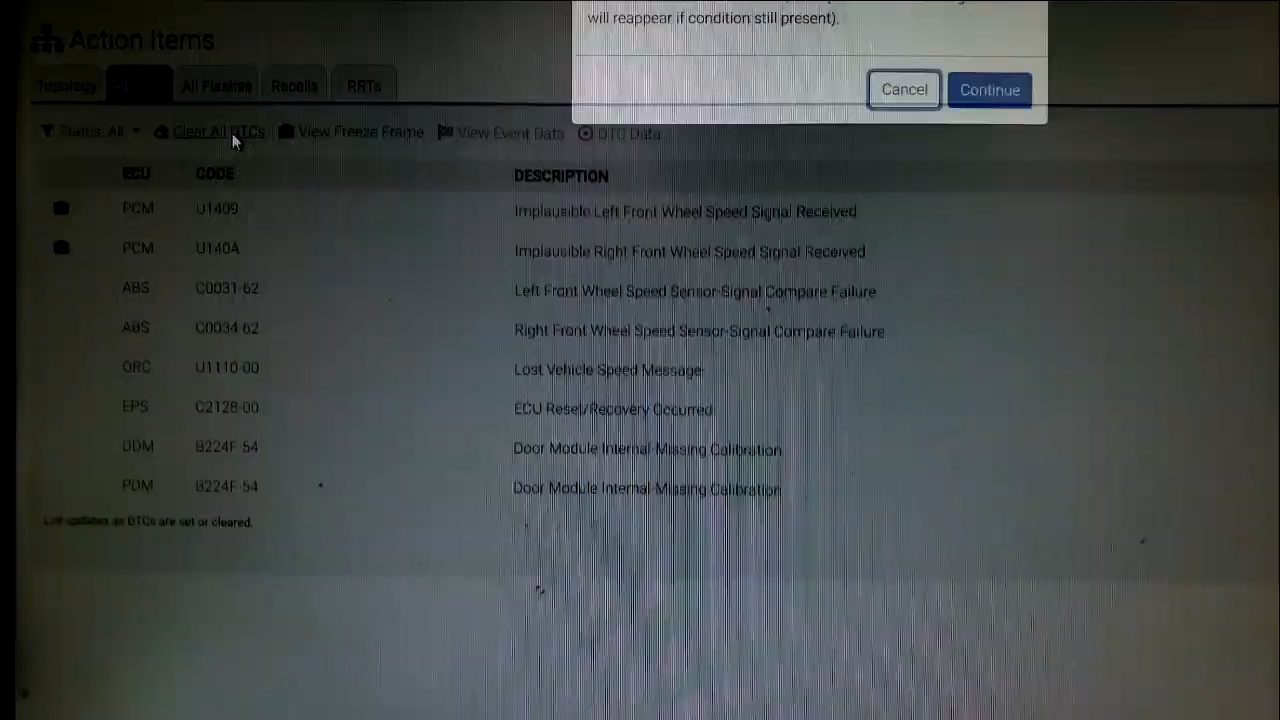 will reappear if condition still present).
Action Items
Cancel Continue
Topology All Flashes Recalls RRTs
Status: All Clear All DTCs View Freeze Frame View Event Data DTC Data
ECU CODE DESCRIPTION
PCM U1409 Implausible Left Front Wheel Speed Signal Received
PCM U140A Implausible Right Front Wheel Speed Signal Received
ABS C0031-62 Left Front Wheel Speed Sensor-Signal Compare Failure
ABS C0034-62 Right Front Wheel Speed Sensor-Signal Compare Failure
ORC U1110-00 Lost Vehicle Speed Message
EPS C2128-00 ECU Reset/Recovery Occurred
DDM B224F-54 Door Module Internal-Missing Calibration
PDM B224F-54 Door Module Internal-Missing Calibration
List updates as DTCs are set or cleared.